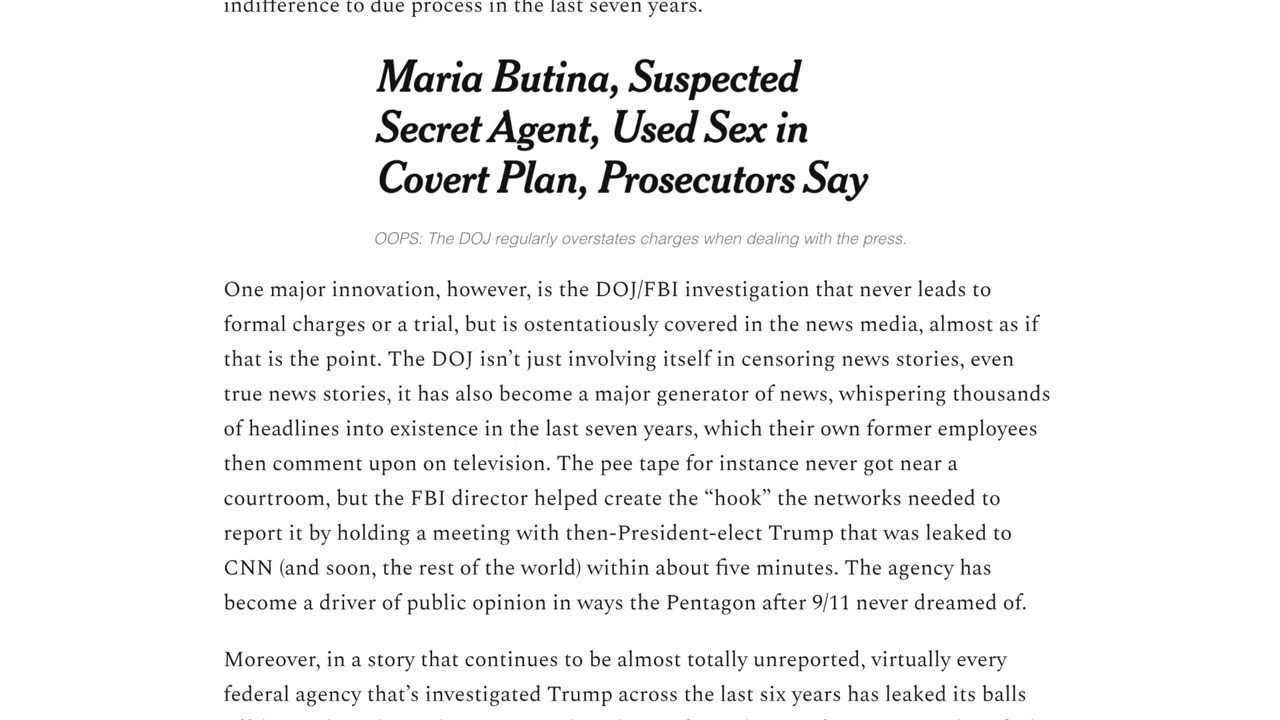 indifference to due process in the last seven years.
Maria Butina, Suspected
Secret Agent, Used Sex in
Covert Plan, Prosecutors Say
OOPS: The DOJ regularly overstates charges when dealing with the press.
One major innovation, however, is the DOJ/FBI investigation that never leads to
formal charges or a trial, but is ostentatiously covered in the news media, almost as if
that is the point. The DOJ isn’t just involving itself in censoring news stories, even
true news stories, it has also become a major generator of news, whispering thousands
of headlines into existence in the last seven years, which their own former employees
then comment upon on television. The pee tape for instance never got near a
courtroom, but the FBI director helped create the “hook” the networks needed to
report it by holding a meeting with then-President-elect Trump that was leaked to
CNN (and soon, the rest of the world) within about five minutes. The agency has
become a driver of public opinion in ways the Pentagon after 9/11 never dreamed of.
Moreover, in a story that continues to be almost totally unreported, virtually every
federal agency that’s investigated Trump across the last six years has leaked its balls